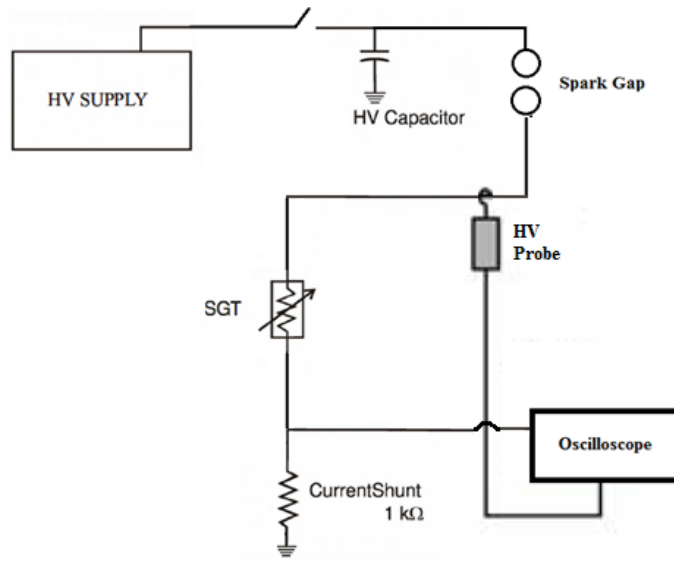 HV SUPPLY
HV Capacitor
Spark Gap
HV
Probe
SGT
Oscilloscope
CurrentShunt
1 kΩ